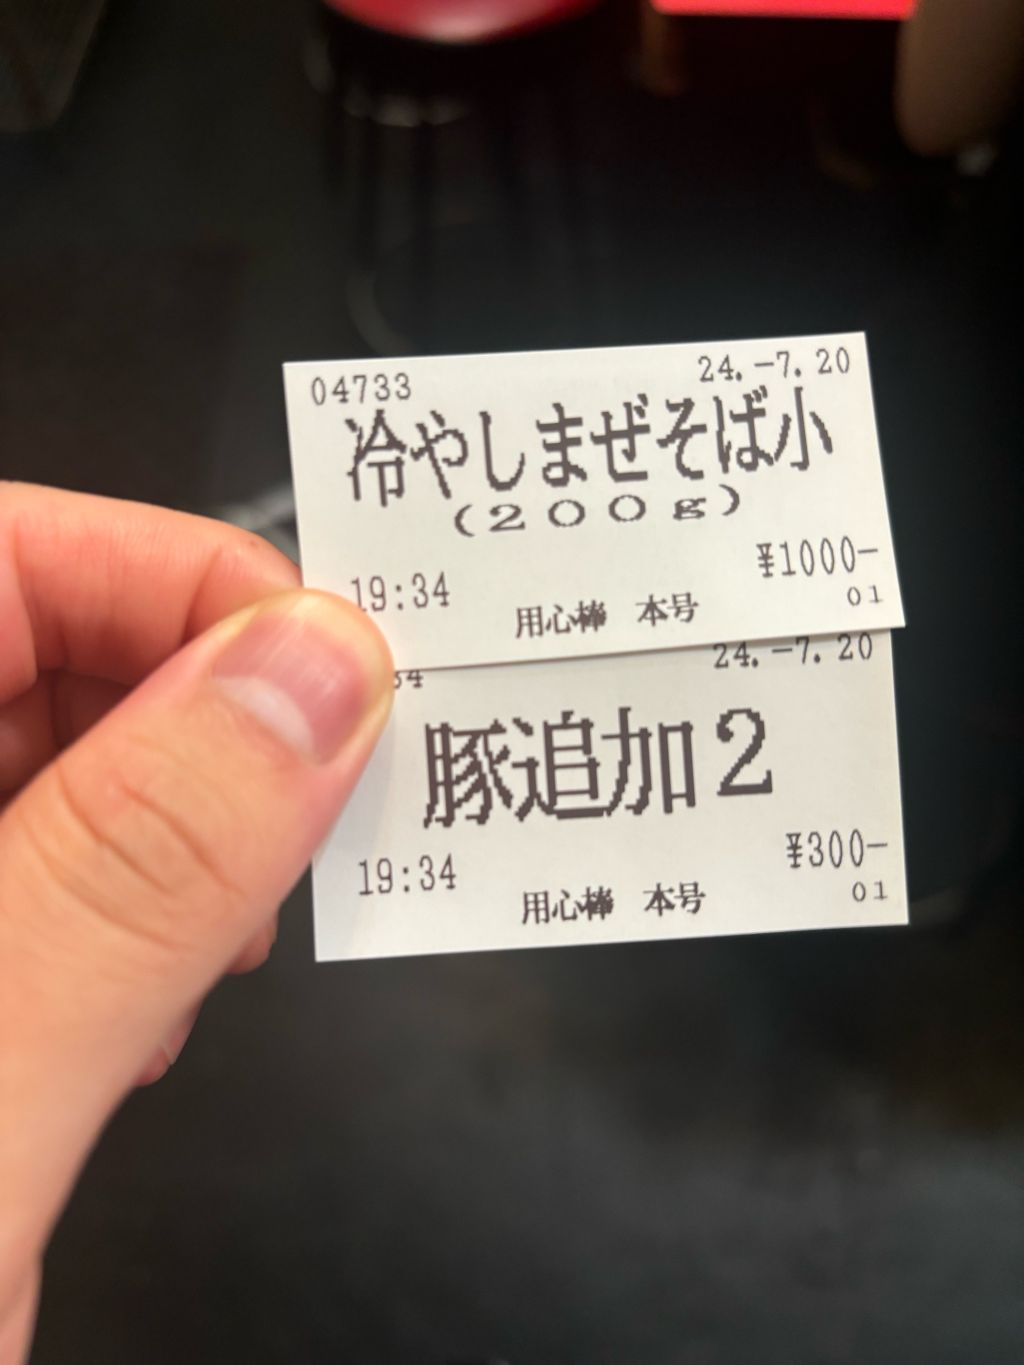 04733 24.-7.20
冷やしまぜそば小
(200g)
¥1000-
19:34 用心棒 本号 01
34 24.-7.20
豚追加2
¥300-
19:34 用心棒 本号 01